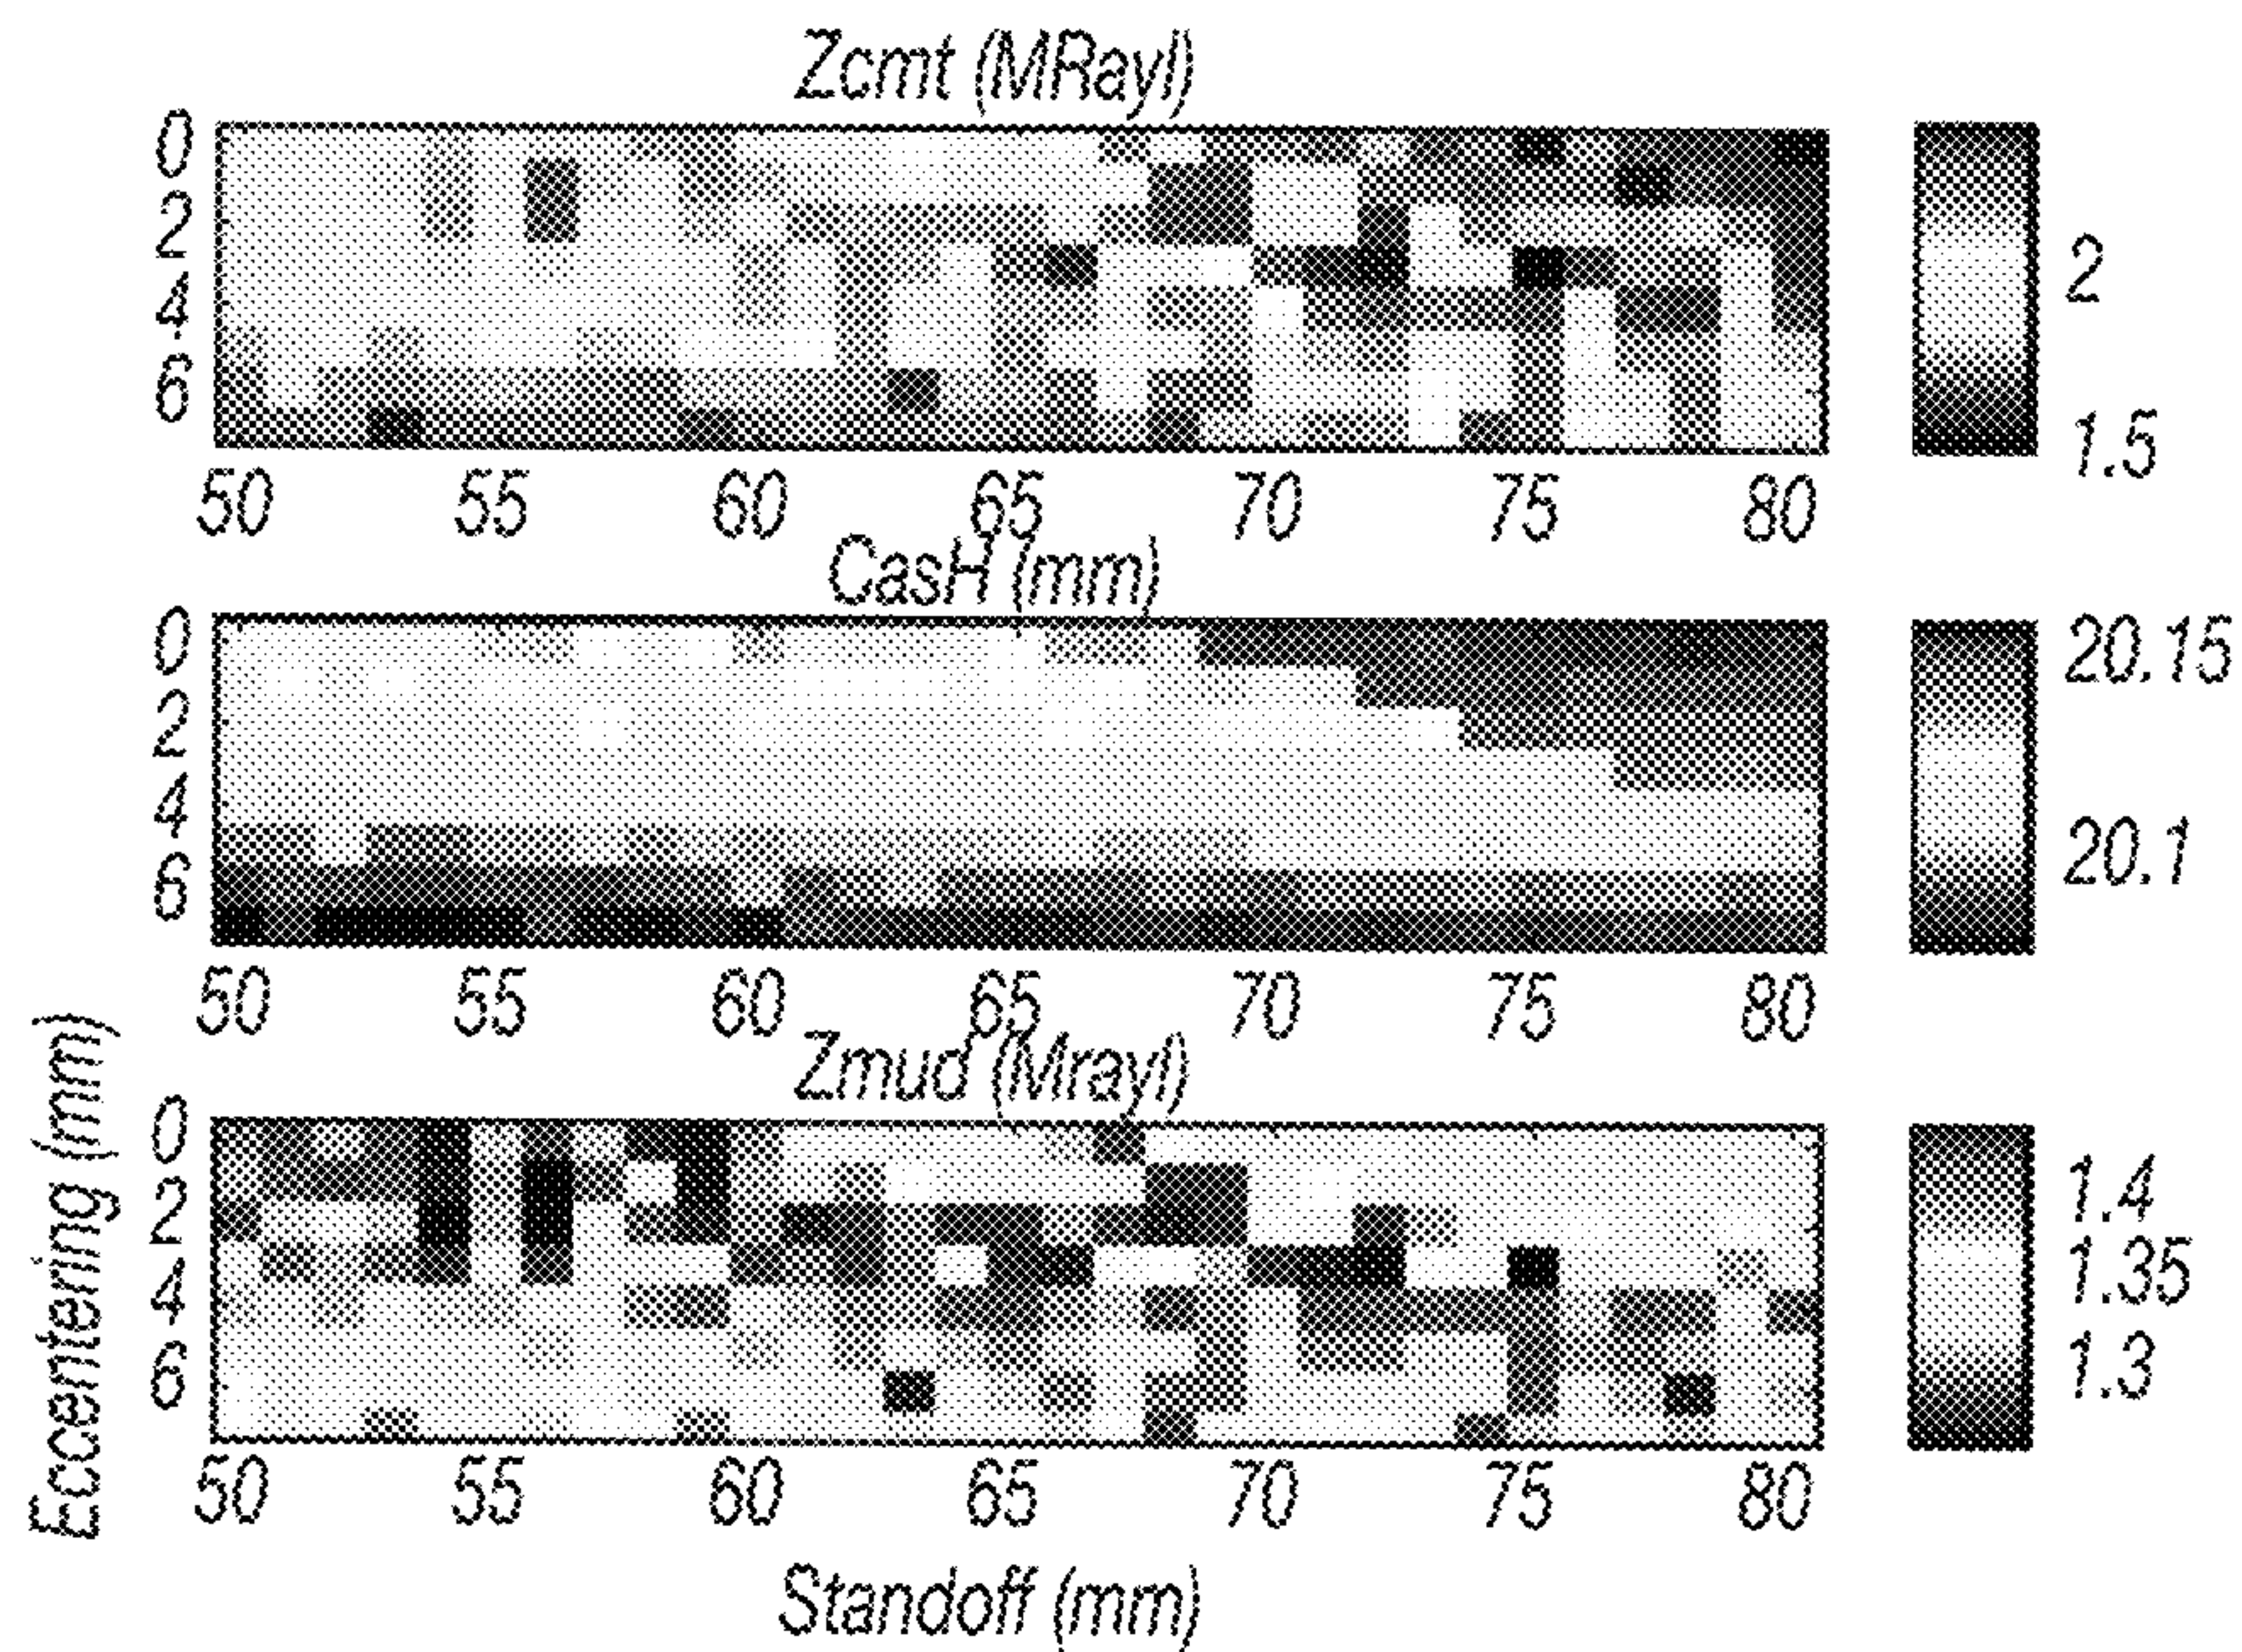 Zcmt (MRayl)
0
2
4
6
50 55 60 65 70 75 80
2
1.5
CasH (mm)
0
2
4
6
50 55 60 65 70 75 80
20.15
20.1
Zmud (Mrayl)
0
2
4
6
50 55 60 65 70 75 80
1.4
1.35
1.3
Eccentering (mm)
Standoff (mm)